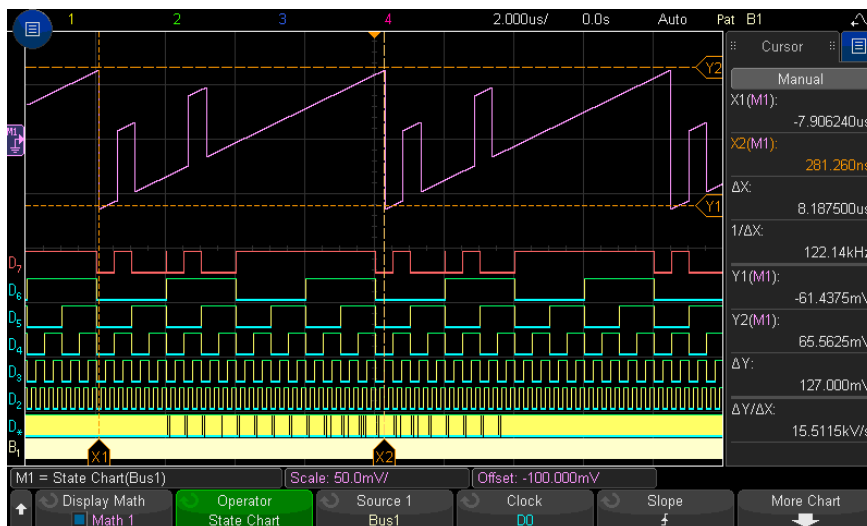 1 2 3 4 2.000us/ 0.0s Auto Pat B1
Cursor
Manual
X1(M1):
-7.906240us
X2(M1):
281.260ns
ΔX:
8.187500us
1/ΔX:
122.14kHz
Y1(M1):
-61.4375mV
Y2(M1):
65.5625mV
ΔY:
127.000mV
ΔY/ΔX:
15.5115kV/s
Y2
M1
Y1
D7
D6
D5
D4
D3
D2
D*
B1
X1 X2
M1 = State Chart(Bus1) Scale: 50.0mV/ Offset: -100.000mV
Display Math Operator Source 1 Clock Slope More Chart
Math 1 State Chart Bus1 D0